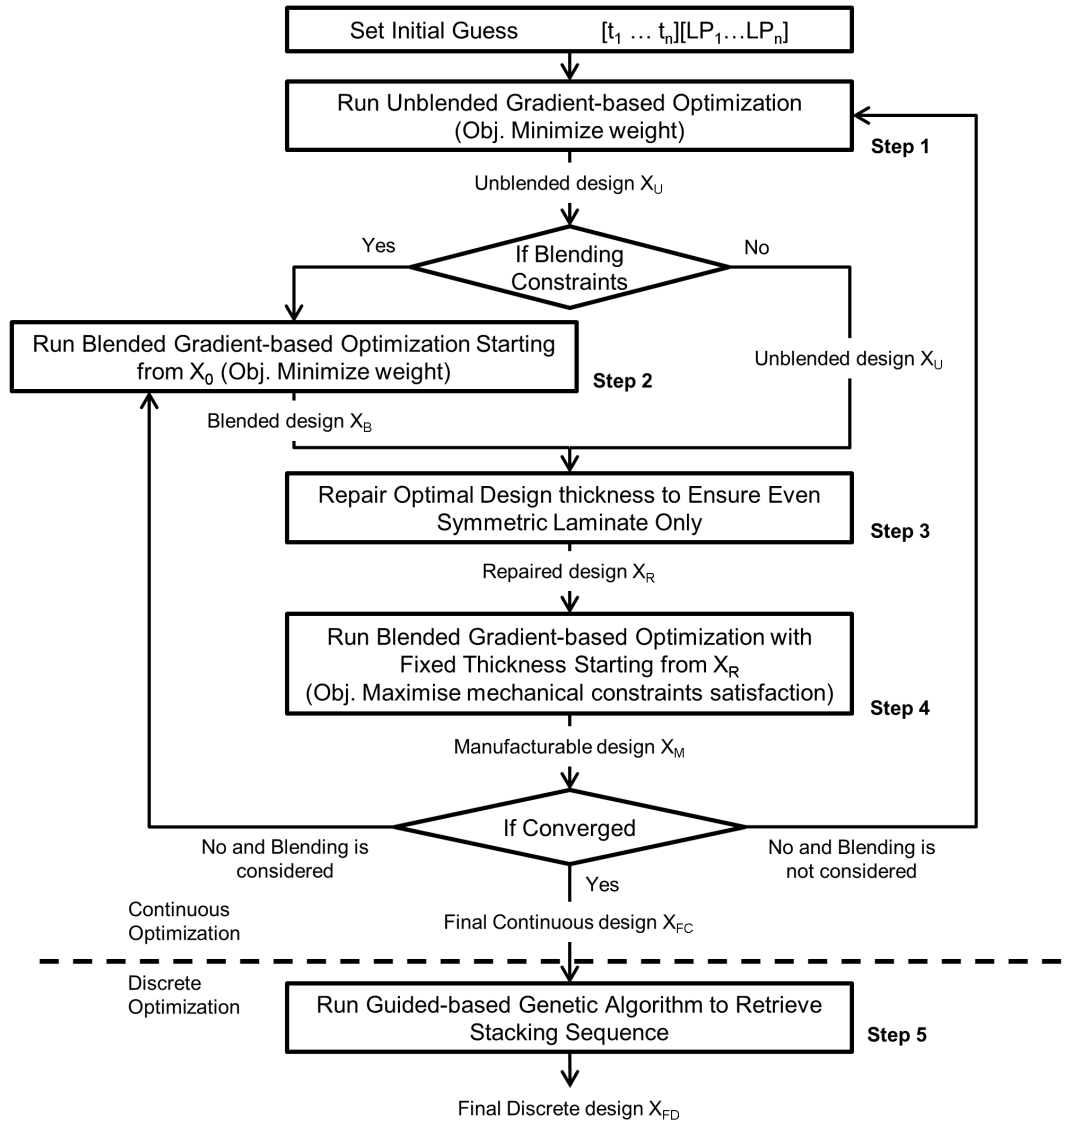 Set Initial Guess [t1 … tn][LP1…LPn]
Run Unblended Gradient-based Optimization
(Obj. Minimize weight)
Step 1
Unblended design XU
Yes
No
If Blending
Constraints
Run Blended Gradient-based Optimization Starting
from X0 (Obj. Minimize weight)
Step 2
Unblended design XU
Blended design XB
Repair Optimal Design thickness to Ensure Even
Symmetric Laminate Only
Step 3
Repaired design XR
Run Blended Gradient-based Optimization with
Fixed Thickness Starting from XR
(Obj. Maximise mechanical constraints satisfaction)
Step 4
Manufacturable design XM
If Converged
No and Blending is
considered
No and Blending is
not considered
Yes
Continuous
Optimization
Final Continuous design XFC
Discrete
Optimization
Run Guided-based Genetic Algorithm to Retrieve
Stacking Sequence
Step 5
Final Discrete design XFD